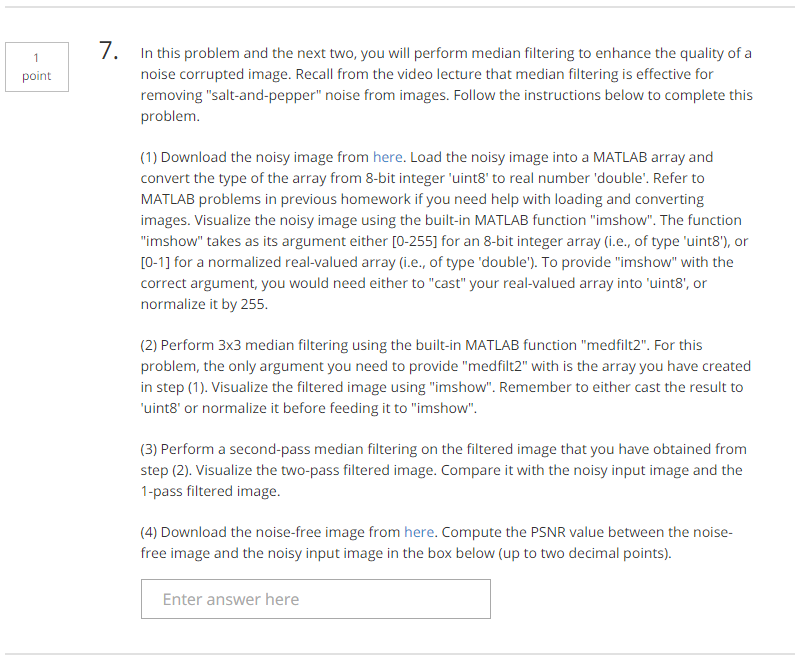 1
point
7.
In this problem and the next two, you will perform median filtering to enhance the quality of a
noise corrupted image. Recall from the video lecture that median filtering is effective for
removing "salt-and-pepper" noise from images. Follow the instructions below to complete this
problem.
(1) Download the noisy image from here. Load the noisy image into a MATLAB array and
convert the type of the array from 8-bit integer 'uint8' to real number 'double'. Refer to
MATLAB problems in previous homework if you need help with loading and converting
images. Visualize the noisy image using the built-in MATLAB function "imshow". The function
"imshow" takes as its argument either [0-255] for an 8-bit integer array (i.e., of type 'uint8'), or
[0-1] for a normalized real-valued array (i.e., of type 'double'). To provide "imshow" with the
correct argument, you would need either to "cast" your real-valued array into 'uint8', or
normalize it by 255.
(2) Perform 3x3 median filtering using the built-in MATLAB function "medfilt2". For this
problem, the only argument you need to provide "medfilt2" with is the array you have created
in step (1). Visualize the filtered image using "imshow". Remember to either cast the result to
'uint8' or normalize it before feeding it to "imshow".
(3) Perform a second-pass median filtering on the filtered image that you have obtained from
step (2). Visualize the two-pass filtered image. Compare it with the noisy input image and the
1-pass filtered image.
(4) Download the noise-free image from here. Compute the PSNR value between the noise-
free image and the noisy input image in the box below (up to two decimal points).
Enter answer here